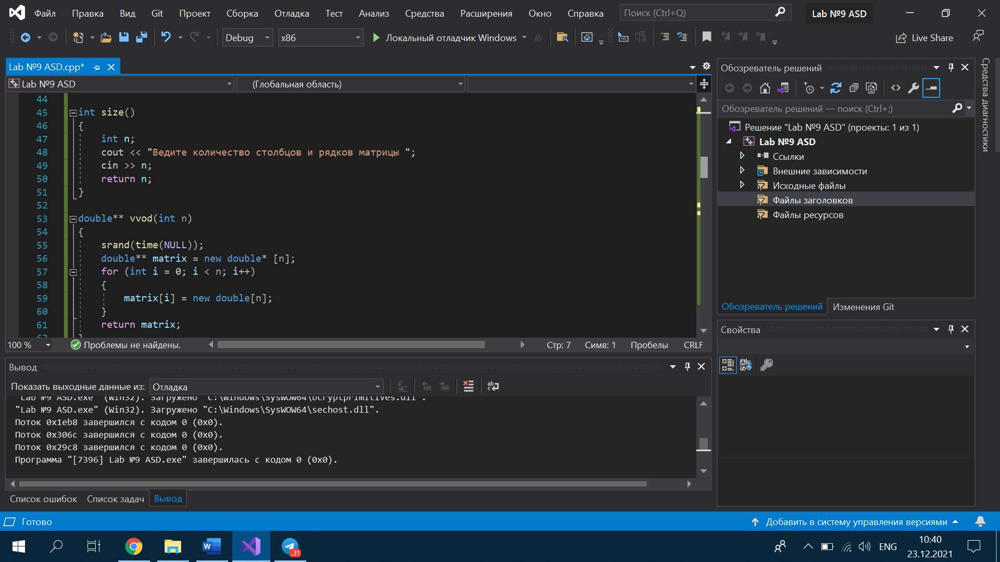 Файл Правка Вид Git Проект Сборка Отладка Тест Анализ Средства Расширения Окно Справка Поиск (Ctrl+Q) Lab №9 ASD
Debug x86 Локальный отладчик Windows Live Share
Lab №9 ASD.cpp*
Lab №9 ASD (Глобальная область)
44
45 int size()
46 {
47 int n;
48 cout << "Ведите количество столбцов и рядков матрицы ";
49 cin >> n;
50 return n;
51 }
52
53 double** vvod(int n)
54 {
55 srand(time(NULL));
56 double** matrix = new double* [n];
57 for (int i = 0; i < n; i++)
58 {
59 matrix[i] = new double[n];
60 }
61 return matrix;
62 }
100 % Проблемы не найдены. Стр: 7 Симв: 1 Пробелы CRLF
Вывод
Показать выходные данные из: Отладка
"Lab №9 ASD.exe" (Win32). Загружено "C:\Windows\SysWOW64\bcryptprimitives.dll".
"Lab №9 ASD.exe" (Win32). Загружено "C:\Windows\SysWOW64\sechost.dll".
Поток 0x1eb8 завершился с кодом 0 (0x0).
Поток 0x306c завершился с кодом 0 (0x0).
Поток 0x29c8 завершился с кодом 0 (0x0).
Программа "[7396] Lab №9 ASD.exe" завершилась с кодом 0 (0x0).
Список ошибок Список задач Вывод
Обозреватель решений
Обозреватель решений — поиск (Ctrl+;)
Решение "Lab №9 ASD" (проекты: 1 из 1)
Lab №9 ASD
Ссылки
Внешние зависимости
Исходные файлы
Файлы заголовков
Файлы ресурсов
Обозреватель решений Изменения Git
Свойства
Средства диагностики
Готово Добавить в систему управления версиями
..31 ENG 10:40
23.12.2021